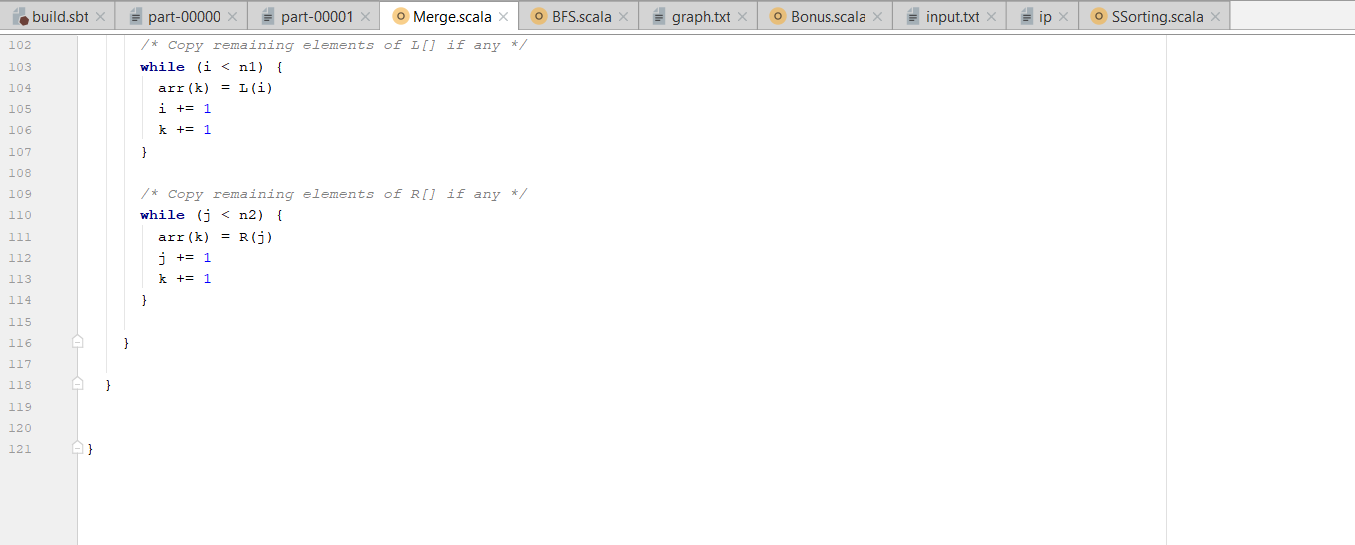 build.sbt part-00000 part-00001 Merge.scala BFS.scala graph.txt Bonus.scala input.txt ip SSorting.scala
102 /* Copy remaining elements of L[] if any */
103 while (i < n1) {
104 arr(k) = L(i)
105 i += 1
106 k += 1
107 }
108
109 /* Copy remaining elements of R[] if any */
110 while (j < n2) {
111 arr(k) = R(j)
112 j += 1
113 k += 1
114 }
115
116 }
117
118 }
119
120
121 }